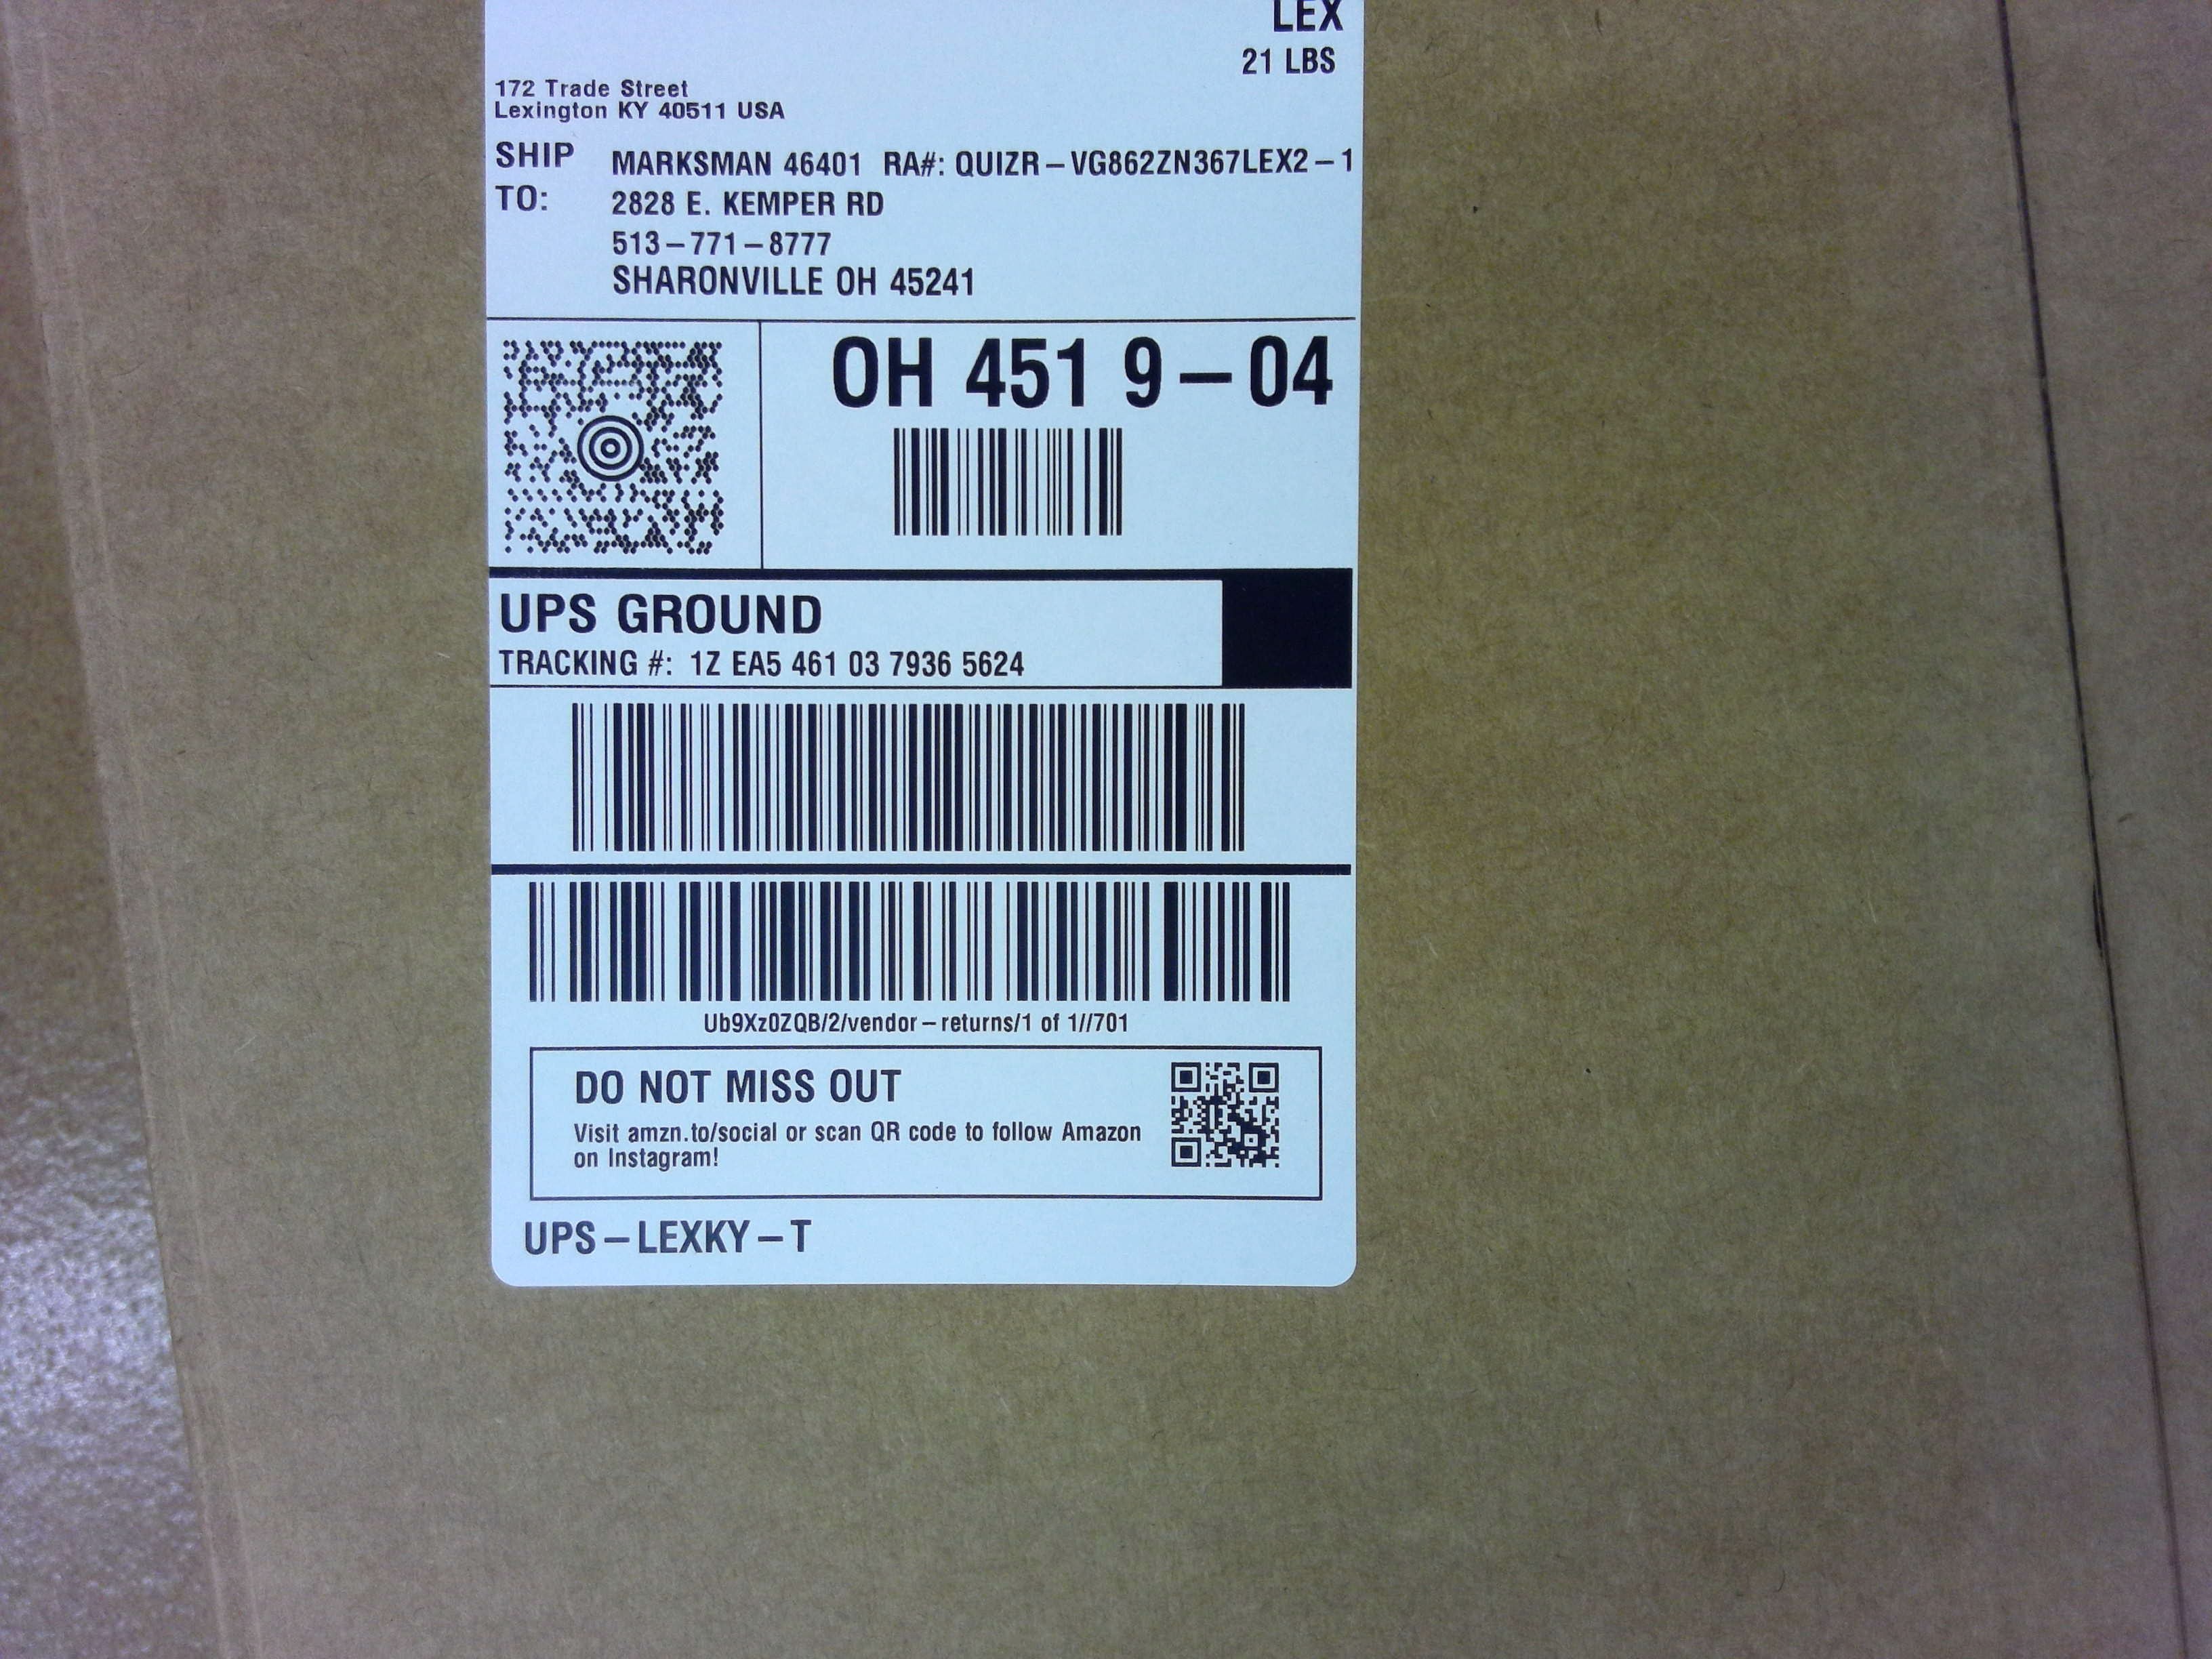 LEX
21 LBS
172 Trade Street
Lexington KY 40511 USA
SHIP TO:
MARKSMAN 46401 RA#: QUIZR-VG862ZN367LEX2-1
2828 E. KEMPER RD
513-771-8777
SHARONVILLE OH 45241
OH 451 9-04
UPS GROUND
TRACKING #: 1Z EA5 461 03 7936 5624
Ub9Xz0ZQB/2/vendor-returns/1 of 1//701
DO NOT MISS OUT
Visit amzn.to/social or scan QR code to follow Amazon
on Instagram!
UPS-LEXKY-T